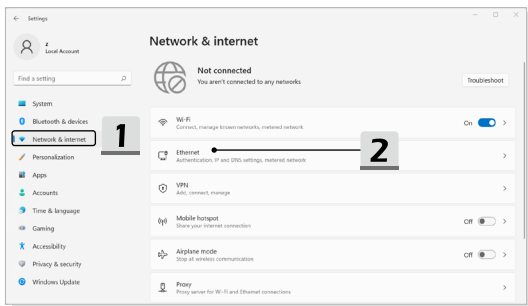 Settings
z
Local Account
Find a setting
System
Bluetooth & devices
Network & internet
Personalization
Apps
Accounts
Time & language
Gaming
Accessibility
Privacy & security
Windows Update
1
Network & internet
Not connected
You aren't connected to any networks
Troubleshoot
Wi-Fi
Connect, manage known networks, metered network
On
Ethernet
Authentication, IP and DNS settings, metered network
2
VPN
Add, connect, manage
Mobile hotspot
Share your internet connection
Off
Airplane mode
Stop all wireless communication
Off
Proxy
Proxy server for Wi-Fi and Ethernet connections